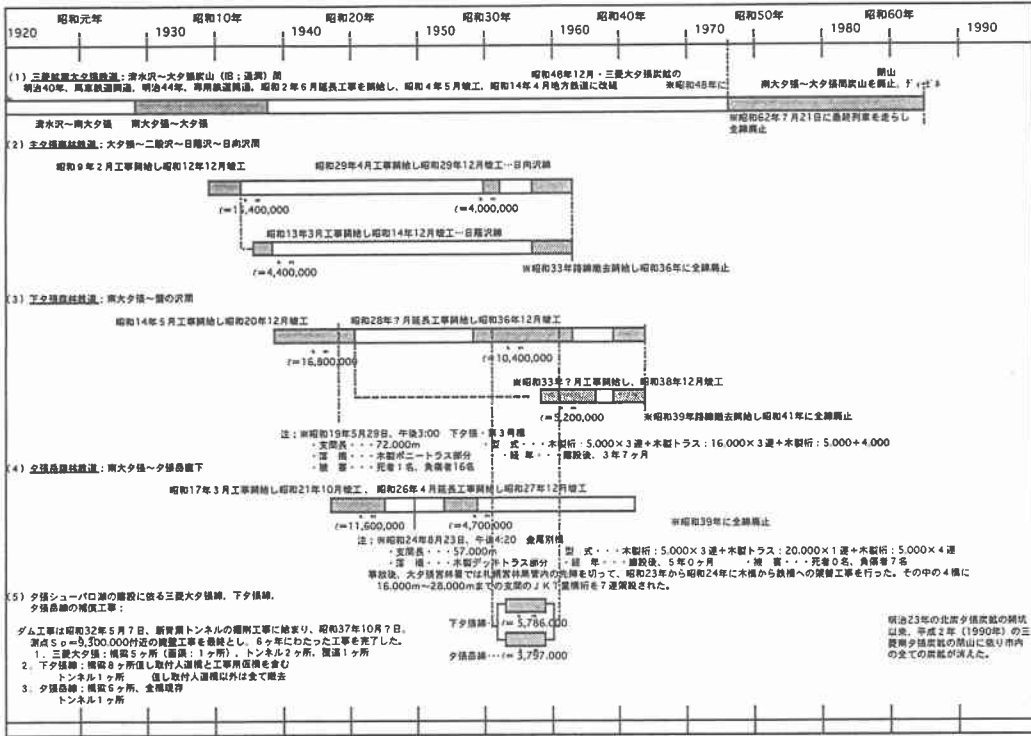 昭和元年 昭和10年 昭和20年 昭和30年 昭和40年 昭和50年 昭和60年
1920 1930 1940 1950 1960 1970 1980 1990
(1) 三菱鉱業大夕張鉄道:清水沢～大夕張炭山(旧:通洞)間
昭和48年12月・三菱大夕張炭鉱の 閉山
明治40年、馬車鉄道開通、明治44年、専用鉄道開通、昭和2年6月延長工事を開始し、昭和4年5月竣工、昭和14年4月地方鉄道に改組
※昭和48年に 南大夕張～大夕張間炭山を廃止、ディーゼル
清水沢～南大夕張 南大夕張～大夕張
※昭和62年7月21日に最終列車を走らし
全線廃止
(2) 主夕張森林鉄道:大夕張～二股沢～日陰沢～日向沢間
昭和9年2月工事開始し昭和12年12月竣工 昭和29年4月工事開始し昭和29年12月竣工…日向沢線
ℓ=15,400,000 ℓ=4,000,000
昭和13年3月工事開始し昭和14年12月竣工…日蔭沢線
ℓ=4,400,000
※昭和33年路線撤去開始し昭和36年に全線廃止
(3) 下夕張森林鉄道:南大夕張～盤の沢間
昭和14年5月工事開始し昭和20年12月竣工 昭和28年?月延長工事開始し昭和36年12月竣工
ℓ=16,800,000 ℓ=10,400,000
※昭和33年?月工事開始し、昭和38年12月竣工
ℓ=5,200,000 ※昭和39年路線撤去開始し昭和41年に全線廃止
注:※昭和19年5月29日、午後3:00 下夕張・第3号橋
・支間長・・・72.000m ・型 式・・・木製桁:5.000×3連+木製トラス:16.000×3連+木製桁:5.000+4.000
・落 橋・・・木製ポニートラス部分 ・経 年・・・建設後、3年7ヶ月
・被 害・・・死者1名、負傷者16名
(4) 夕張岳森林鉄道:南大夕張～夕張岳直下
昭和17年3月工事開始し昭和21年10月竣工、昭和26年4月延長工事開始し昭和27年12月竣工
ℓ=11,600,000 ℓ=4,700,000
※昭和39年に全線廃止
注:※昭和24年8月23日、午後4:20 金尾別橋
・支間長・・・57.000m 型 式・・・木製桁:5.000×3連+木製トラス:20.000×1連+木製桁:5.000×4連
・落 橋・・・木製デッキトラス部分 ・経 年・・・建設後、5年0ヶ月 ・被 害・・・死者0名、負傷者7名
事故後、大夕張営林署では札幌営林局管内の先陣を切って、昭和23年から昭和24年に木橋から鉄橋への架替工事を行った。その中の4橋に
16.000m～28.000mまでの支間のJKT重構桁を7連架設された。
(5) 夕張シューパロ湖の建設に依る三菱大夕張線、下夕張線、
夕張岳線の補償工事:
下夕張線 ℓ=5,786.000
夕張岳線・・・ℓ=3,797.000
ダム工事は昭和32年5月7日、新青葉トンネルの掘削工事に始まり、昭和37年10月?日、
測点Sp=9,300.000付近の擁壁工事を最終とし、6ヶ年にわたった工事を完了した。
1.三菱大夕張:橋梁5ヶ所(函渠:1ヶ所)、トンネル2ヶ所、覆道1ヶ所
2.下夕張線:橋梁8ヶ所但し取付人道橋と工事用仮橋を含む
トンネル1ヶ所 但し取付人道橋以外は全て撤去
3.夕張岳線:橋梁6ヶ所、全橋現存
トンネル1ヶ所
明治23年の北炭夕張炭鉱の開坑
以来、平成2年(1990年)の三
菱南夕張炭鉱の閉山に依り市内
の全ての炭鉱が消えた。